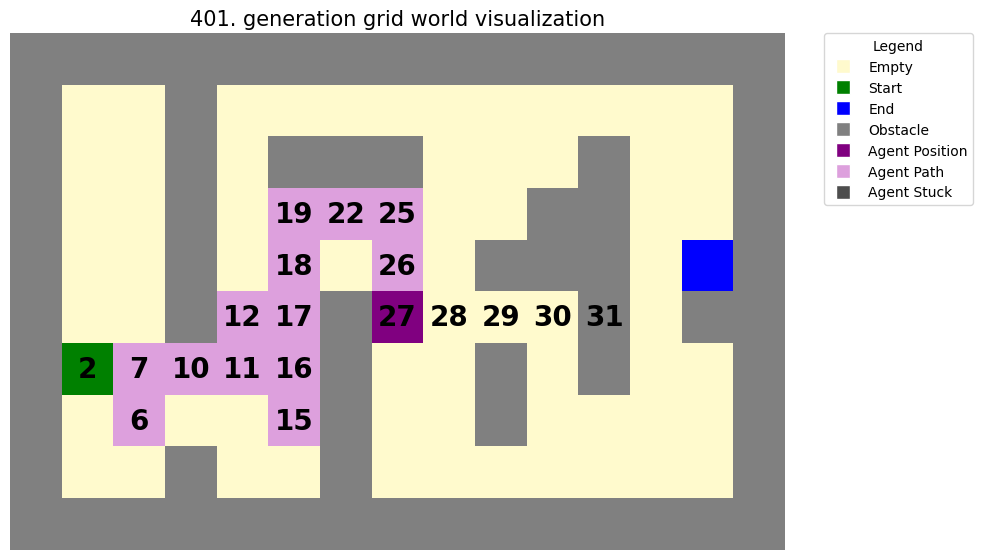 401. generation grid world visualization
Legend
Empty
Start
End
Obstacle
Agent Position
Agent Path
Agent Stuck
19 22 25
18 26
12 17 27 28 29 30 31
2 7 10 11 16
6 15